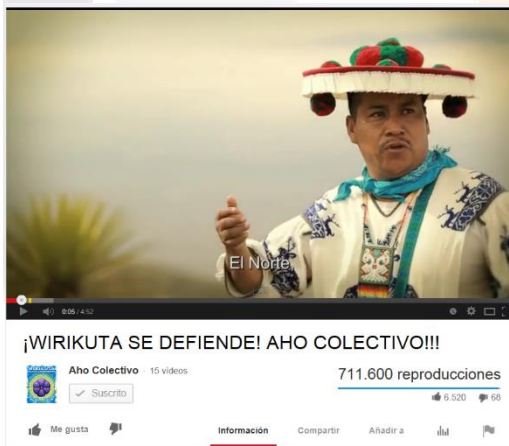 El Norte
0:05 / 4:52
¡WIRIKUTA SE DEFIENDE! AHO COLECTIVO!!!
Aho Colectivo · 15 vídeos
✓ Suscrito
711.600 reproducciones
6.520 68
Me gusta
Información Compartir Añadir a